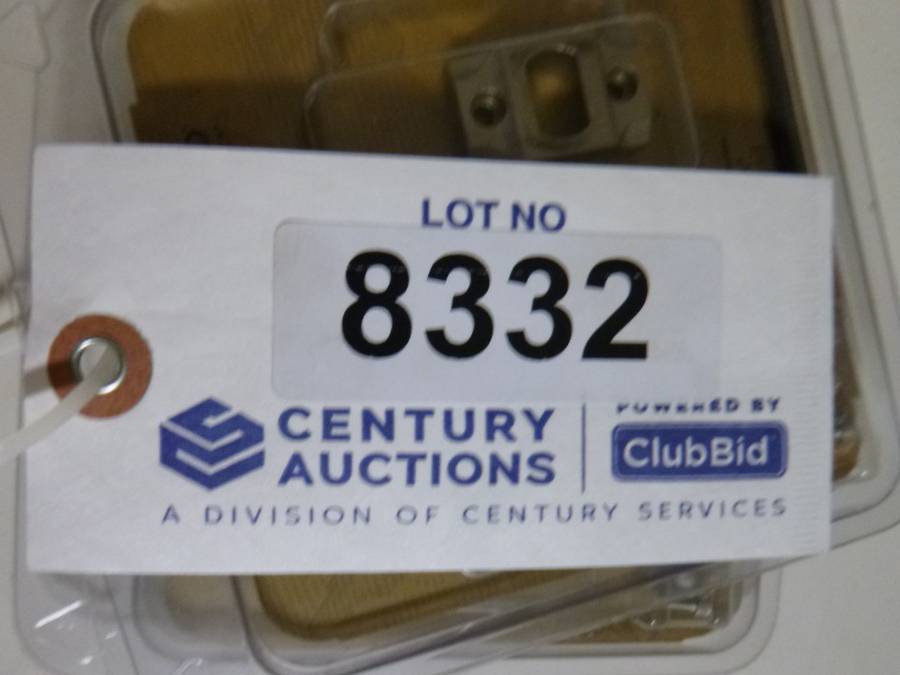 LOT NO
8332
CENTURY
AUCTIONS
POWERED BY
ClubBid
A DIVISION OF CENTURY SERVICES